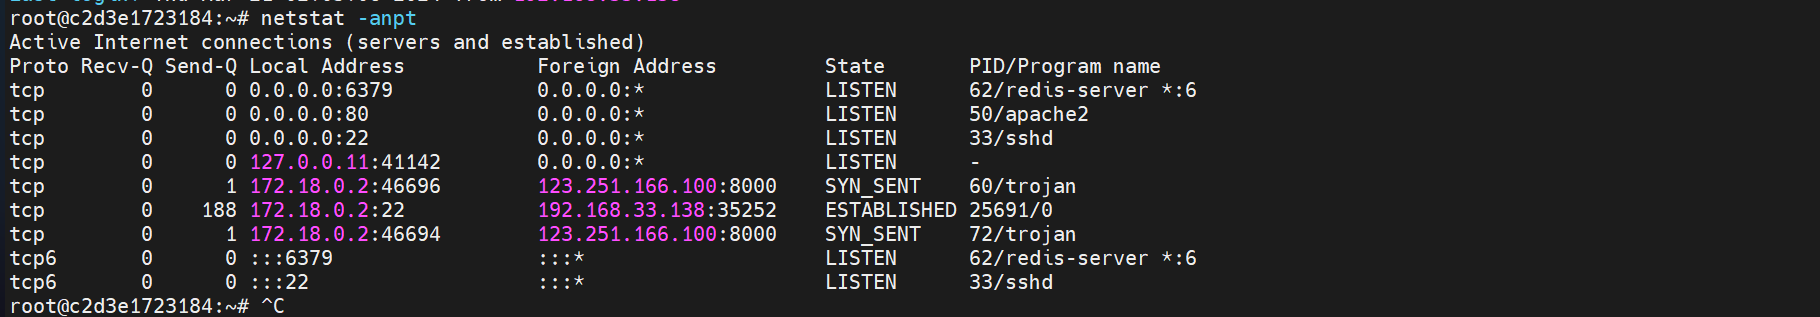 root@c2d3e1723184:~# netstat -anpt
Active Internet connections (servers and established)
Proto Recv-Q Send-Q Local Address           Foreign Address         State       PID/Program name
tcp        0      0 0.0.0.0:6379            0.0.0.0:*               LISTEN      62/redis-server *:6
tcp        0      0 0.0.0.0:80              0.0.0.0:*               LISTEN      50/apache2
tcp        0      0 0.0.0.0:22              0.0.0.0:*               LISTEN      33/sshd
tcp        0      0 127.0.0.11:41142        0.0.0.0:*               LISTEN      -
tcp        0      1 172.18.0.2:46696        123.251.166.100:8000    SYN_SENT    60/trojan
tcp        0    188 172.18.0.2:22           192.168.33.138:35252    ESTABLISHED 25691/0
tcp        0      1 172.18.0.2:46694        123.251.166.100:8000    SYN_SENT    72/trojan
tcp6       0      0 :::6379                 :::*                    LISTEN      62/redis-server *:6
tcp6       0      0 :::22                   :::*                    LISTEN      33/sshd
root@c2d3e1723184:~# ^C